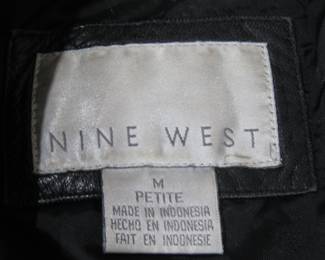 NINE WEST
M
PETITE
MADE IN INDONESIA
HECHO EN INDONESIA
FAIT EN INDONESIE